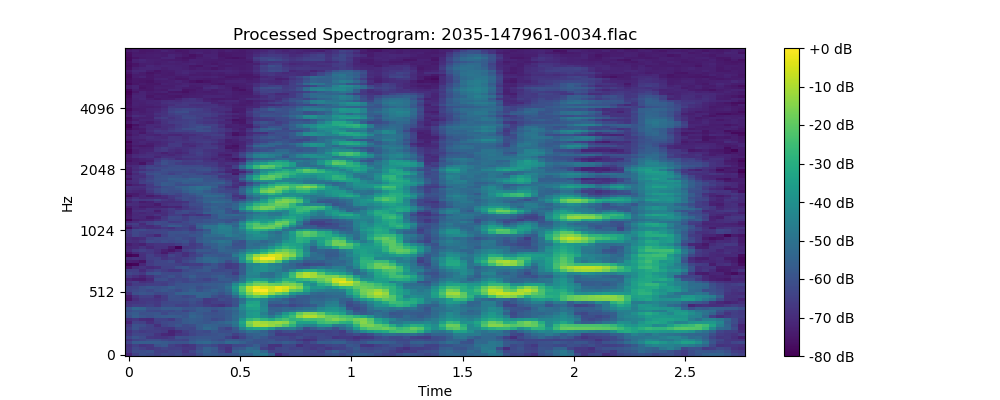 Processed Spectrogram: 2035-147961-0034.flac
+0 dB
4096
-10 dB
-20 dB
2048
-30 dB
Hz
-40 dB
1024
-50 dB
512
-60 dB
-70 dB
0
-80 dB
0 0.5 1 1.5 2 2.5
Time